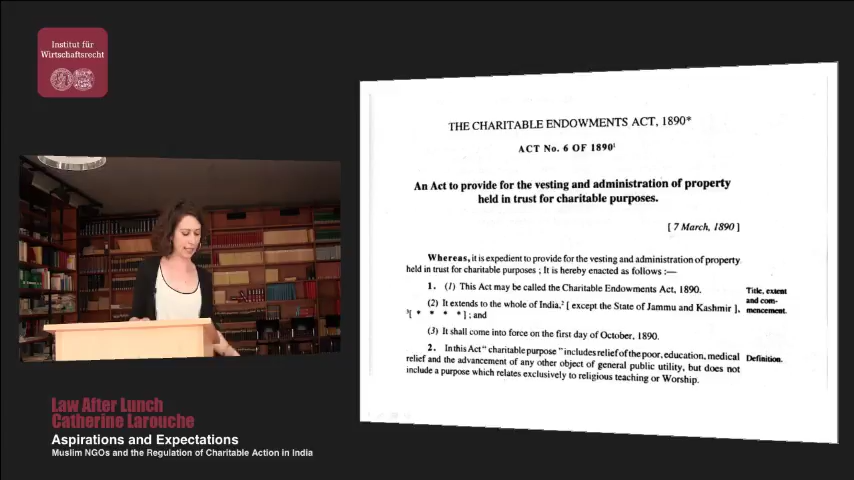 Institut für
Wirtschaftsrecht
THE CHARITABLE ENDOWMENTS ACT, 1890*
ACT No. 6 OF 1890¹
An Act to provide for the vesting and administration of property
held in trust for charitable purposes.
[ 7 March, 1890 ]
Whereas, it is expedient to provide for the vesting and administration of property
held in trust for charitable purposes ; It is hereby enacted as follows :—
1. (1) This Act may be called the Charitable Endowments Act, 1890.
Title, extent
and com-
mencement.
(2) It extends to the whole of India,² [ except the State of Jammu and Kashmir ],
³[ * * * * ] ; and
(3) It shall come into force on the first day of October, 1890.
2. In this Act “ charitable purpose ” includes relief of the poor, education, medical
relief and the advancement of any other object of general public utility, but does not
include a purpose which relates exclusively to religious teaching or Worship.
Definition.
Law After Lunch
Catherine Larouche
Aspirations and Expectations
Muslim NGOs and the Regulation of Charitable Action in India